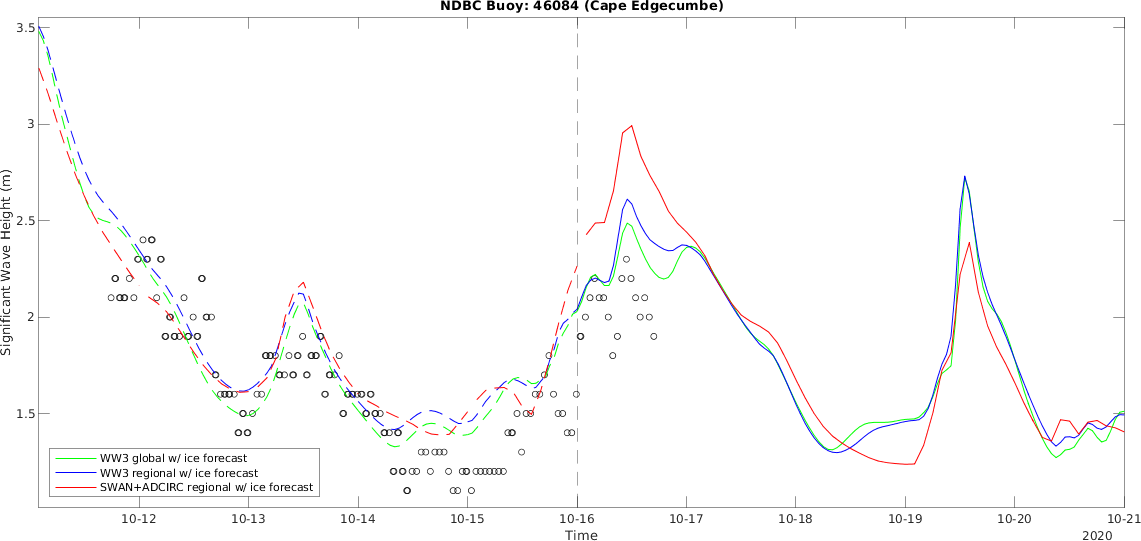 NDBC Buoy: 46084 (Cape Edgecumbe)
3.5
3
2.5
2
1.5
Significant Wave Height (m)
WW3 global w/ ice forecast
WW3 regional w/ ice forecast
SWAN+ADCIRC regional w/ ice forecast
10-12 10-13 10-14 10-15 10-16 10-17 10-18 10-19 10-20 10-21
Time
2020